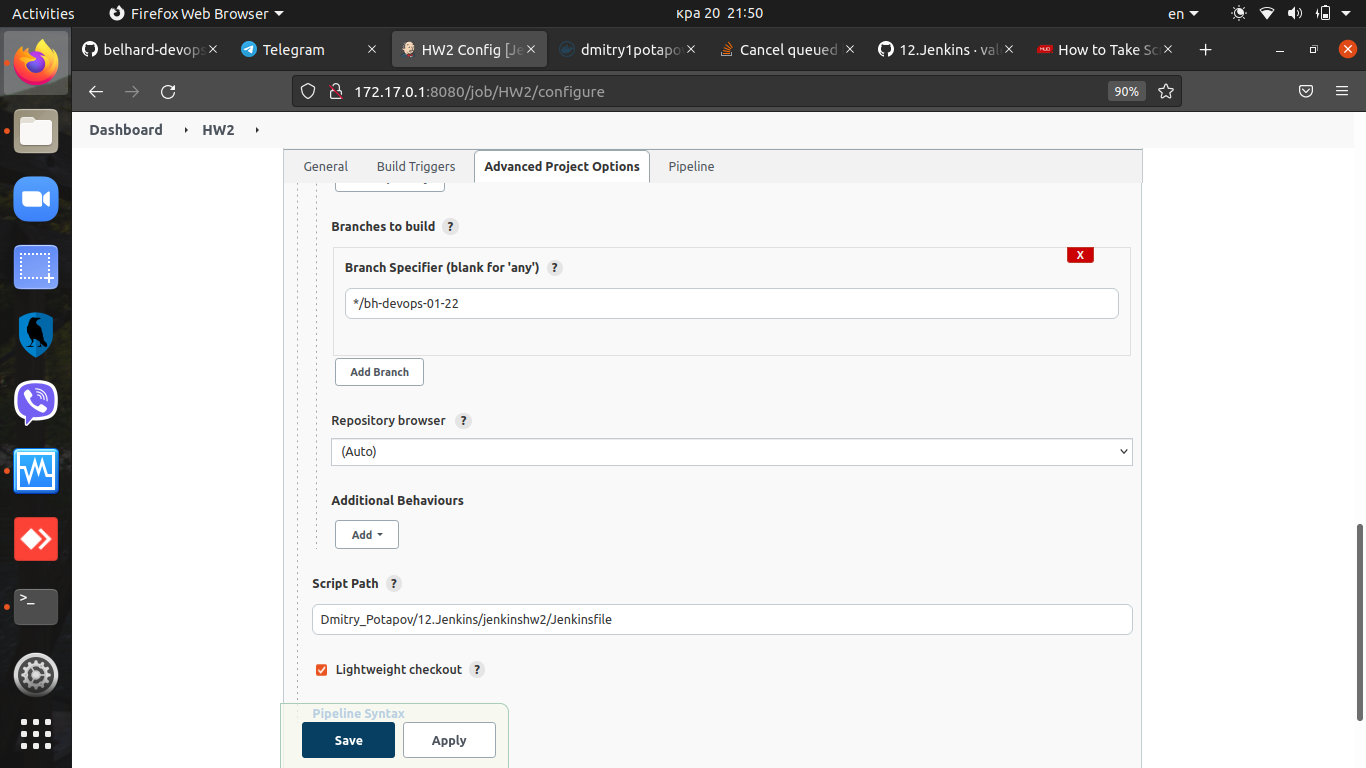 Activities
Firefox Web Browser
кра 20 21:50
en
belhard-devops
Telegram
HW2 Config [Je
dmitry1potapo
Cancel queued
12.Jenkins · val
How to Take Sc
172.17.0.1:8080/job/HW2/configure
90%
Dashboard
HW2
General
Build Triggers
Advanced Project Options
Pipeline
Branches to build ?
X
Branch Specifier (blank for 'any') ?
*/bh-devops-01-22
Add Branch
Repository browser ?
(Auto)
Additional Behaviours
Add
Script Path ?
Dmitry_Potapov/12.Jenkins/jenkinshw2/Jenkinsfile
Lightweight checkout ?
Pipeline Syntax
Save
Apply